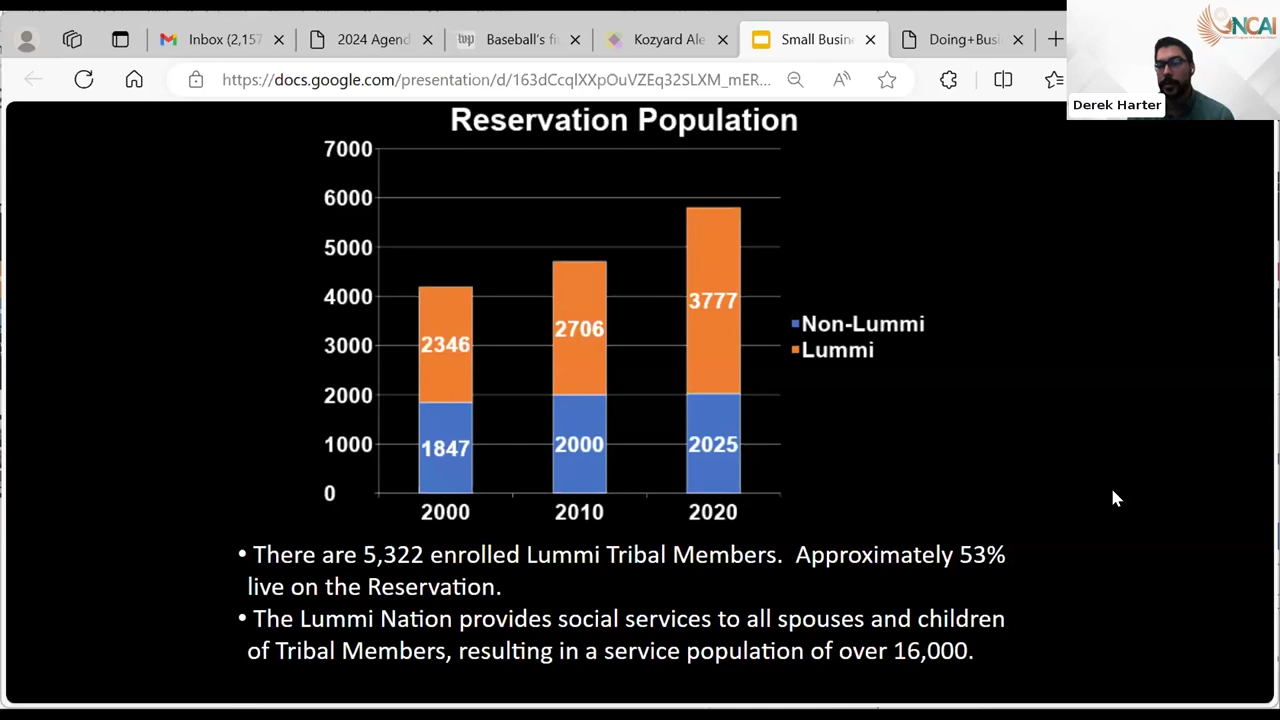 Inbox (2,157
2024 Agend
wp
Baseba
Kozyard Ale
Small Busin
Doing+Bus
https://docs.google.com/presentation/d/163dCcqlXXpOuVZEq32SLXM_mER...
NCAI
Derek Harter
Reservation Population
7000
6000
5000
4000
3000
2000
1000
0
2346
2706
3777
1847
2000
2025
2000
2010
2020
Non-Lummi
Lummi
• There are 5,322 enrolled Lummi Tribal Members. Approximately 53%
live on the Reservation.
• The Lummi Nation provides social services to all spouses and children
of Tribal Members, resulting in a service population of over 16,000.